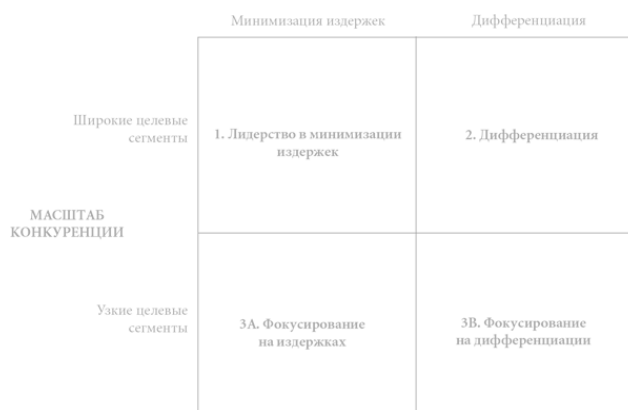 Минимизация издержек
Дифференциация
Широкие целевые
сегменты
1. Лидерство в минимизации
издержек
2. Дифференциация
МАСШТАБ
КОНКУРЕНЦИИ
Узкие целевые
сегменты
3А. Фокусирование
на издержках
3В. Фокусирование
на дифференциации